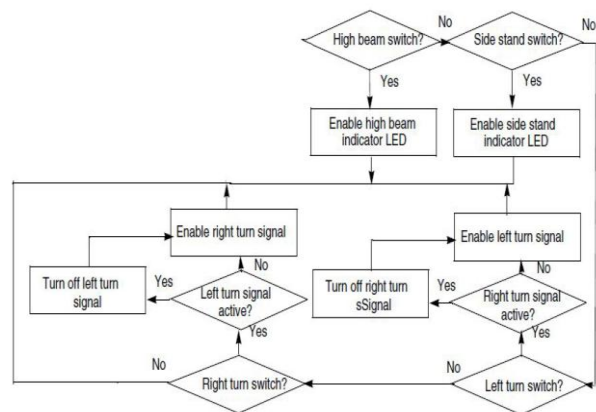 High beam switch?
No
Side stand switch?
No
Yes
Yes
Enable high beam
indicator LED
Enable side stand
indicator LED
Enable right turn signal
Enable left turn signal
No
No
Turn off left turn
signal
Yes
Left turn signal
active?
Turn off right turn
sSignal
Yes
Right turn signal
active?
Yes
Yes
No
Right turn switch?
No
Left turn switch?